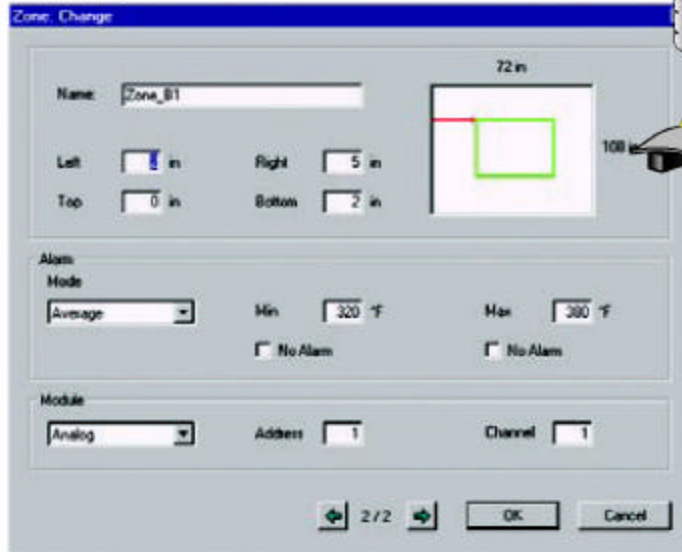 Zone, Change
72 in
Name: Zone_B1
108 in
Left in Right 5 in
Top 0 in Bottom 2 in
Alarm
Mode
Average Min 320 °F Max 380 °F
No Alarm No Alarm
Module
Analog Address 1 Channel 1
2 / 2 OK Cancel